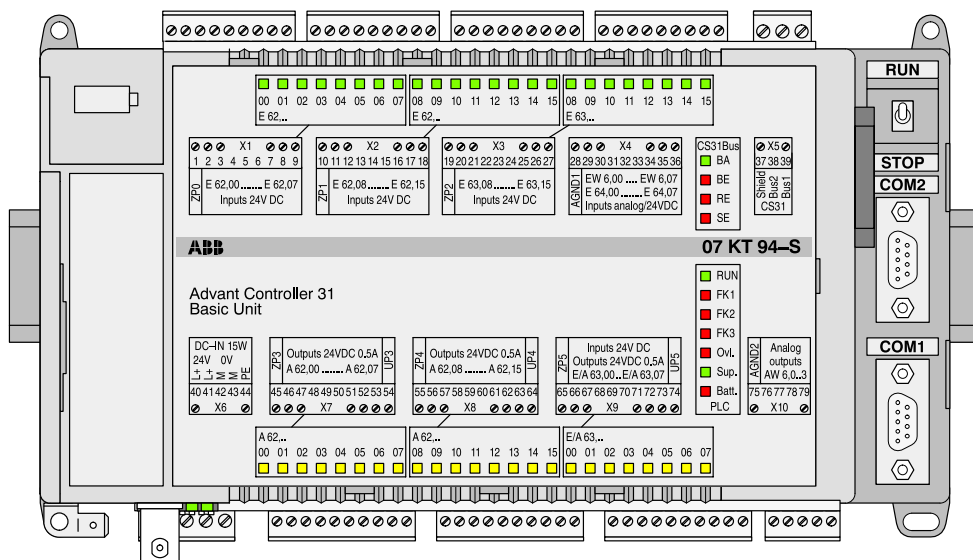 RUN
00 01 02 03 04 05 06 07 08 09 10 11 12 13 14 15 08 09 10 11 12 13 14 15
E 62,.. E 62,.. E 63,..
STOP
COM2
X1 X2 X3 X4 CS31Bus X5
1 2 3 4 5 6 7 8 9 10 11 12 13 14 15 16 17 18 19 20 21 22 23 24 25 26 27 28 29 30 31 32 33 34 35 36 BA 37 38 39
ZP0 E 62,00 ....... E 62,07 ZP1 E 62,08 ....... E 62,15 ZP2 E 63,08 ....... E 63,15 AGND1 EW 6,00 .... EW 6,07 BE Shield Bus2 Bus1
Inputs 24V DC Inputs 24V DC Inputs 24V DC E 64,00 ...... E 64,07 RE
Inputs analog/24VDC SE CS31
ABB 07 KT 94–S
Advant Controller 31
Basic Unit
RUN
FK1
FK2
FK3
Ovl.
Sup.
Batt.
PLC
COM1
DC–IN 15W
24V 0V
L+ L+ M M PE
40 41 42 43 44
X6
ZP3 Outputs 24VDC 0.5A UP3
A 62,00 ....... A 62,07
45 46 47 48 49 50 51 52 53 54
X7
ZP4 Outputs 24VDC 0.5A UP4
A 62,08 ....... A 62,15
55 56 57 58 59 60 61 62 63 64
X8
ZP5 Inputs 24V DC UP5
Outputs 24VDC 0,5A
E/A 63,00...E/A 63,07
65 66 67 68 69 70 71 72 73 74
X9
AGND2 Analog
outputs
AW 6,0..3
75 76 77 78 79
X10
A 62,.. A 62,.. E/A 63,..
00 01 02 03 04 05 06 07 08 09 10 11 12 13 14 15 00 01 02 03 04 05 06 07